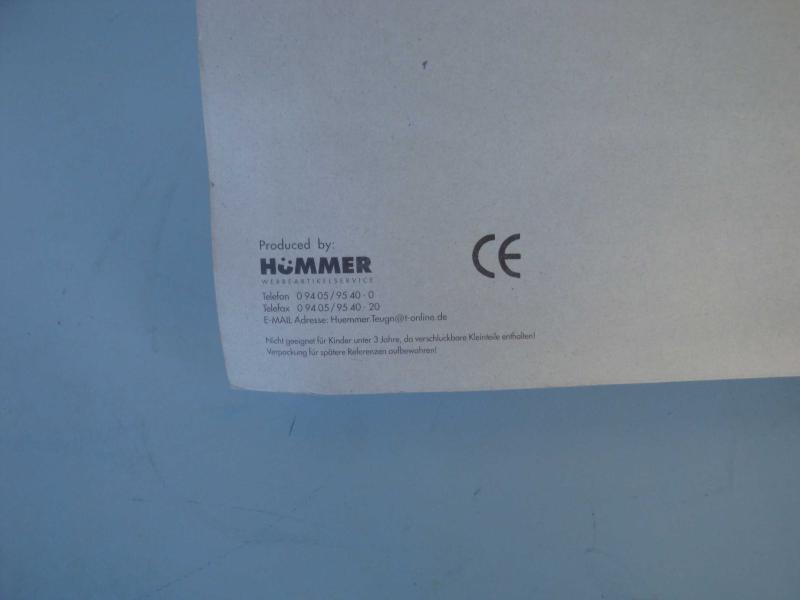 Produced by:
HÜMMER
WERBEARTIKELSERVICE
Telefon 0 94 05 / 95 40 - 0
Telefax 0 94 05 / 95 40 - 20
E-MAIL Adresse: Huemmer.Teugn@t-online.de
Nicht geeignet für Kinder unter 3 Jahre, da verschluckbare Kleinteile enthalten!
Verpackung für spätere Referenzen aufbewahren!
CE